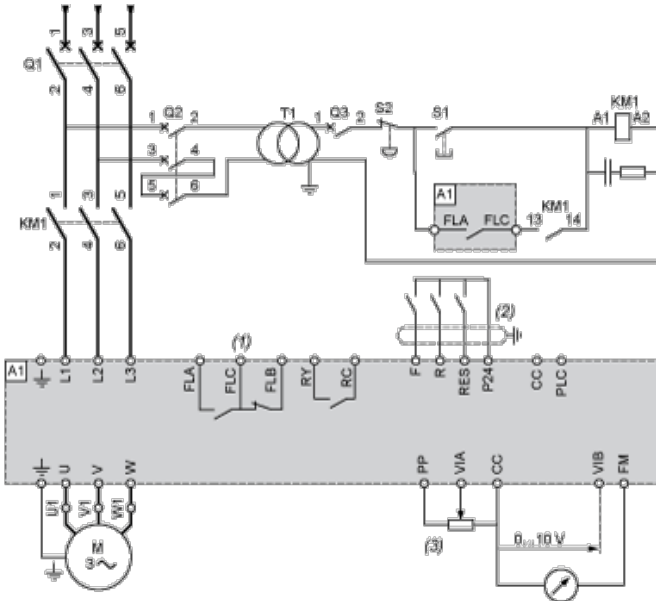 1 3 5
Q1
2 4 6
1 Q2 2 T1 1 Q3 2 S2 S1 KM1
A1 A2
3 4
5 6
1 3 5
KM1
2 4 6
A1
FLA FLC 13 KM1 14
(1) (2)
A1
L1 L2 L3 FLA FLC FLB RY RC F R RES P24 CC PLC
U V W PP VIA CC VIB FM
U1 V1 W1
(3)
0...10 V
M
3